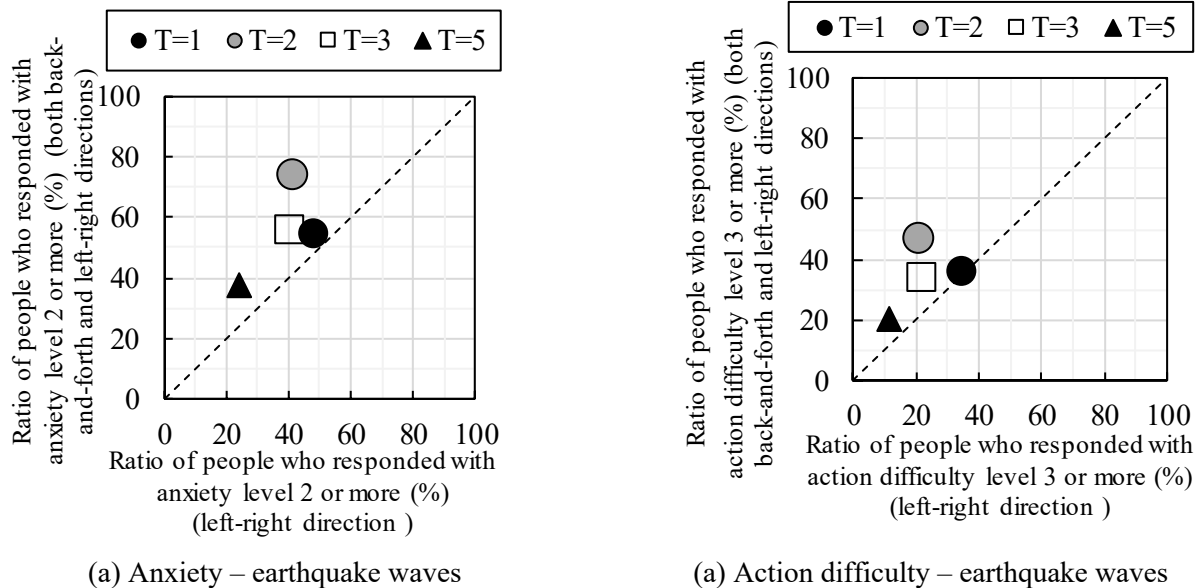 T=1 T=2 T=3 T=5
Ratio of people who responded with
anxiety level 2 or more (%) (both back-
and-forth and left-right directions)
100
80
60
40
20
0
0 20 40 60 80 100
Ratio of people who responded with
anxiety level 2 or more (%)
(left-right direction )
(a) Anxiety – earthquake waves
T=1 T=2 T=3 T=5
Ratio of people who responded with
action difficulty level 3 or more (%) (both
back-and-forth and left-right directions
100
80
60
40
20
0
0 20 40 60 80 100
Ratio of people who responded with
action difficulty level 3 or more (%)
(left-right direction )
(a) Action difficulty – earthquake waves